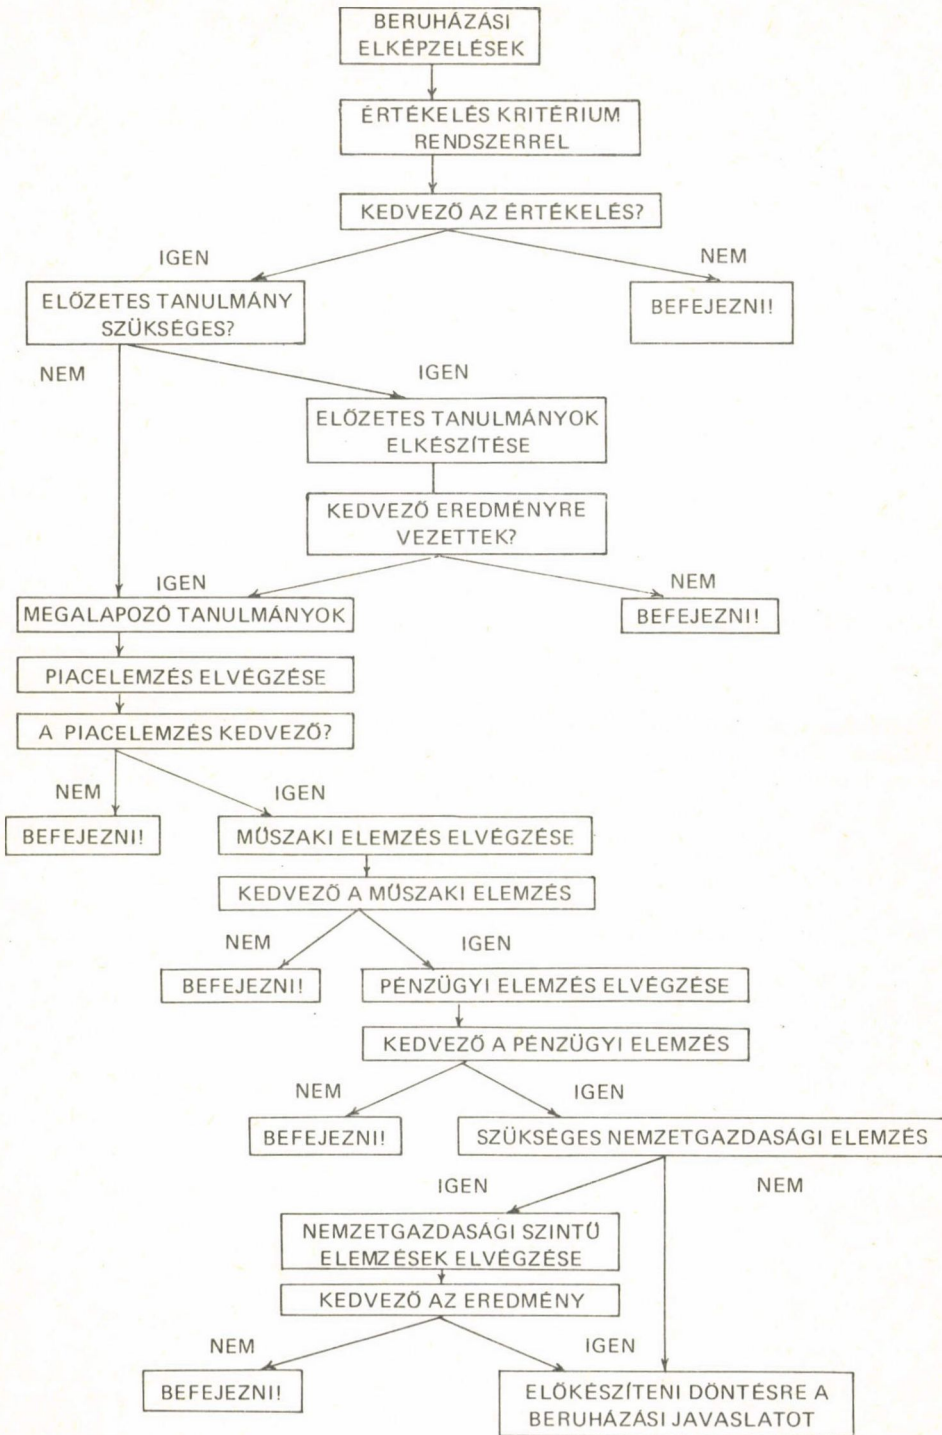 BERUHÁZÁSI
ELKÉPZELÉSEK
ÉRTÉKELÉS KRITÉRIUM
RENDSZERREL
KEDVEZŐ AZ ÉRTÉKELÉS?
IGEN
NEM
ELŐZETES TANULMÁNY
SZÜKSÉGES?
BEFEJEZNI!
NEM
IGEN
ELŐZETES TANULMÁNYOK
ELKÉSZÍTÉSE
KEDVEZŐ EREDMÉNYRE
VEZETTEK?
IGEN
NEM
MEGALAPOZÓ TANULMÁNYOK
BEFEJEZNI!
PIACELEMZÉS ELVÉGZÉSE
A PIACELEMZÉS KEDVEZŐ?
NEM
IGEN
BEFEJEZNI!
MŰSZAKI ELEMZÉS ELVÉGZÉSE
KEDVEZŐ A MŰSZAKI ELEMZÉS
NEM
IGEN
BEFEJEZNI!
PÉNZÜGYI ELEMZÉS ELVÉGZÉSE
KEDVEZŐ A PÉNZÜGYI ELEMZÉS
NEM
IGEN
BEFEJEZNI!
SZÜKSÉGES NEMZETGAZDASÁGI ELEMZÉS
IGEN
NEM
NEMZETGAZDASÁGI SZINTŰ
ELEMZÉSEK ELVÉGZÉSE
KEDVEZŐ AZ EREDMÉNY
NEM
IGEN
BEFEJEZNI!
ELŐKÉSZÍTENI DÖNTÉSRE A
BERUHÁZÁSI JAVASLATOT